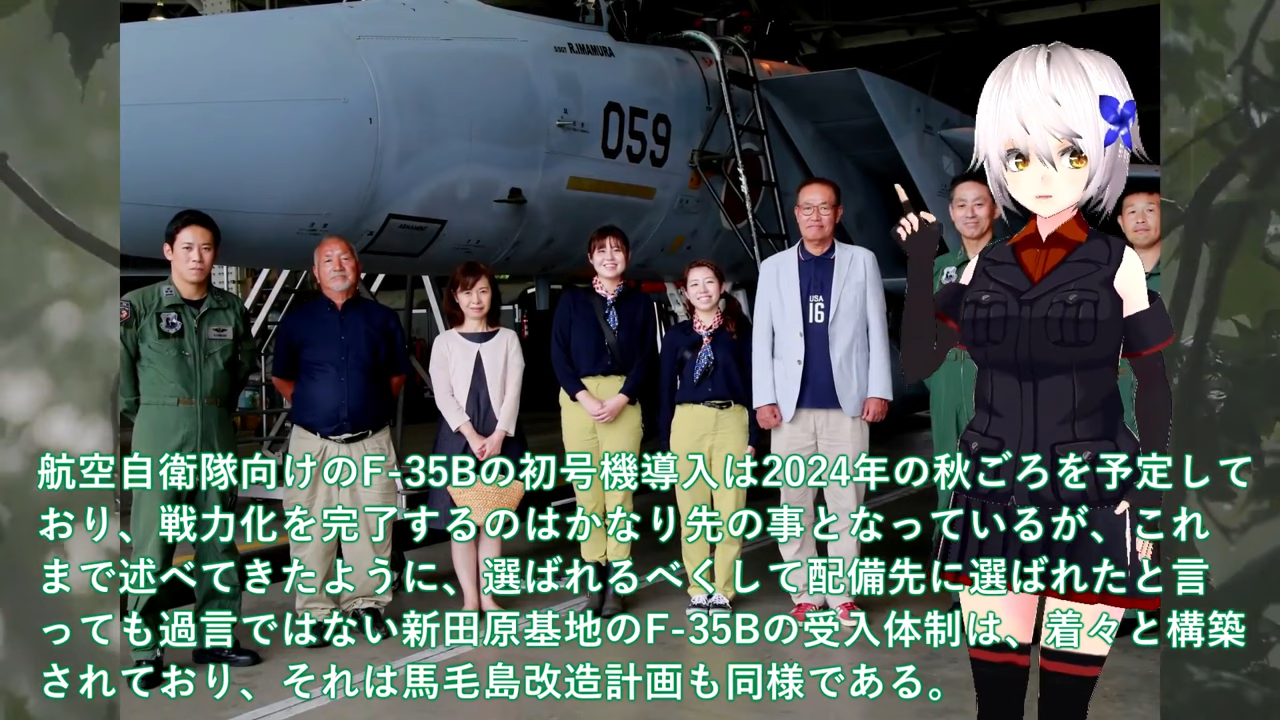 SSGT R.IMAMURA
059
ARMAMENT
USA
16
航空自衛隊向けのF-35Bの初号機導入は2024年の秋ごろを予定して
おり、戦力化を完了するのはかなり先の事となっているが、これ
まで述べてきたように、選ばれるべくして配備先に選ばれたと言
っても過言ではない新田原基地のF-35Bの受入体制は、着々と構築
されており、それは馬毛島改造計画も同様である。